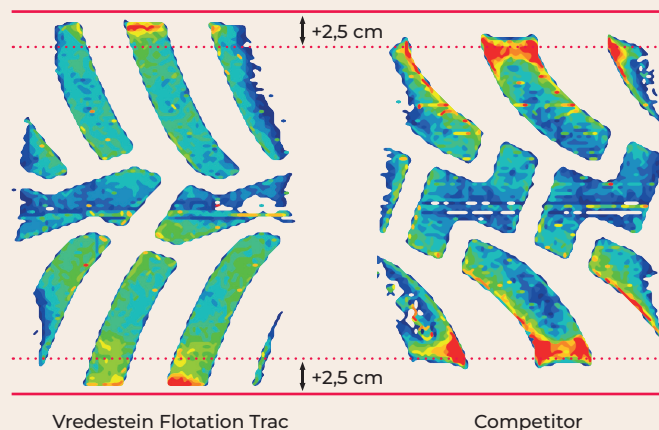 +2,5 cm
+2,5 cm
Vredestein Flotation Trac
Competitor